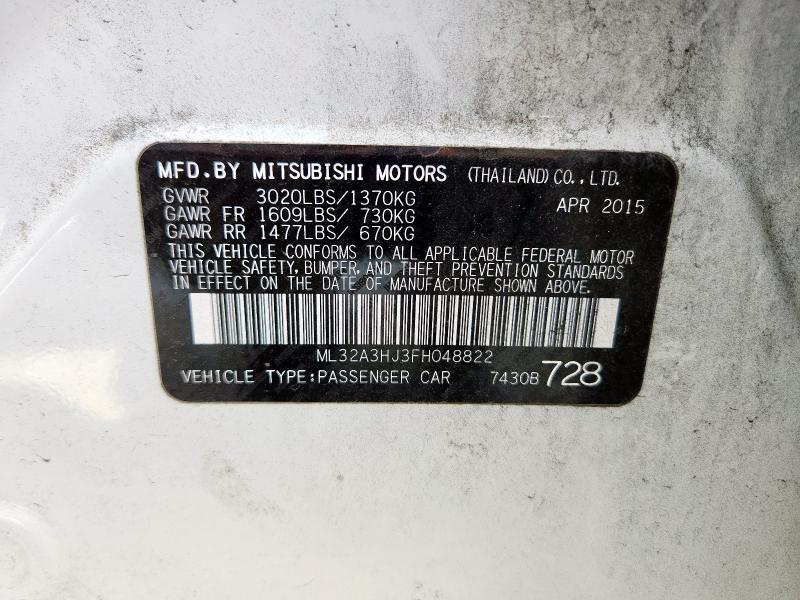 MFD.BY MITSUBISHI MOTORS (THAILAND)CO.,LTD.
GVWR 3020LBS/1370KG APR 2015
GAWR FR 1609LBS/ 730KG
GAWR RR 1477LBS/ 670KG
THIS VEHICLE CONFORMS TO ALL APPLICABLE FEDERAL MOTOR
VEHICLE SAFETY, BUMPER, AND THEFT PREVENTION STANDARDS
IN EFFECT ON THE DATE OF MANUFACTURE SHOWN ABOVE.
ML32A3HJ3FH048822
VEHICLE TYPE:PASSENGER CAR 7430B 728